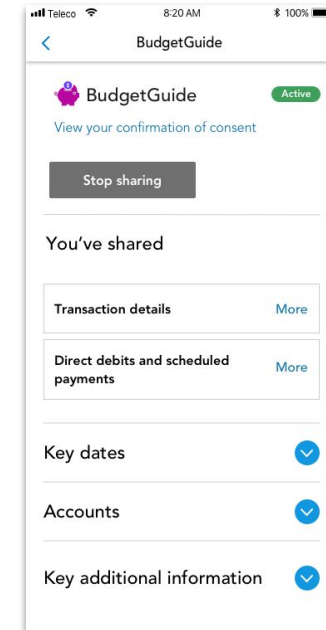 Teleco 8:20 AM 100%
BudgetGuide
BudgetGuide Active
View your confirmation of consent
Stop sharing
You've shared
Transaction details More
Direct debits and scheduled
payments More
Key dates
Accounts
Key additional information